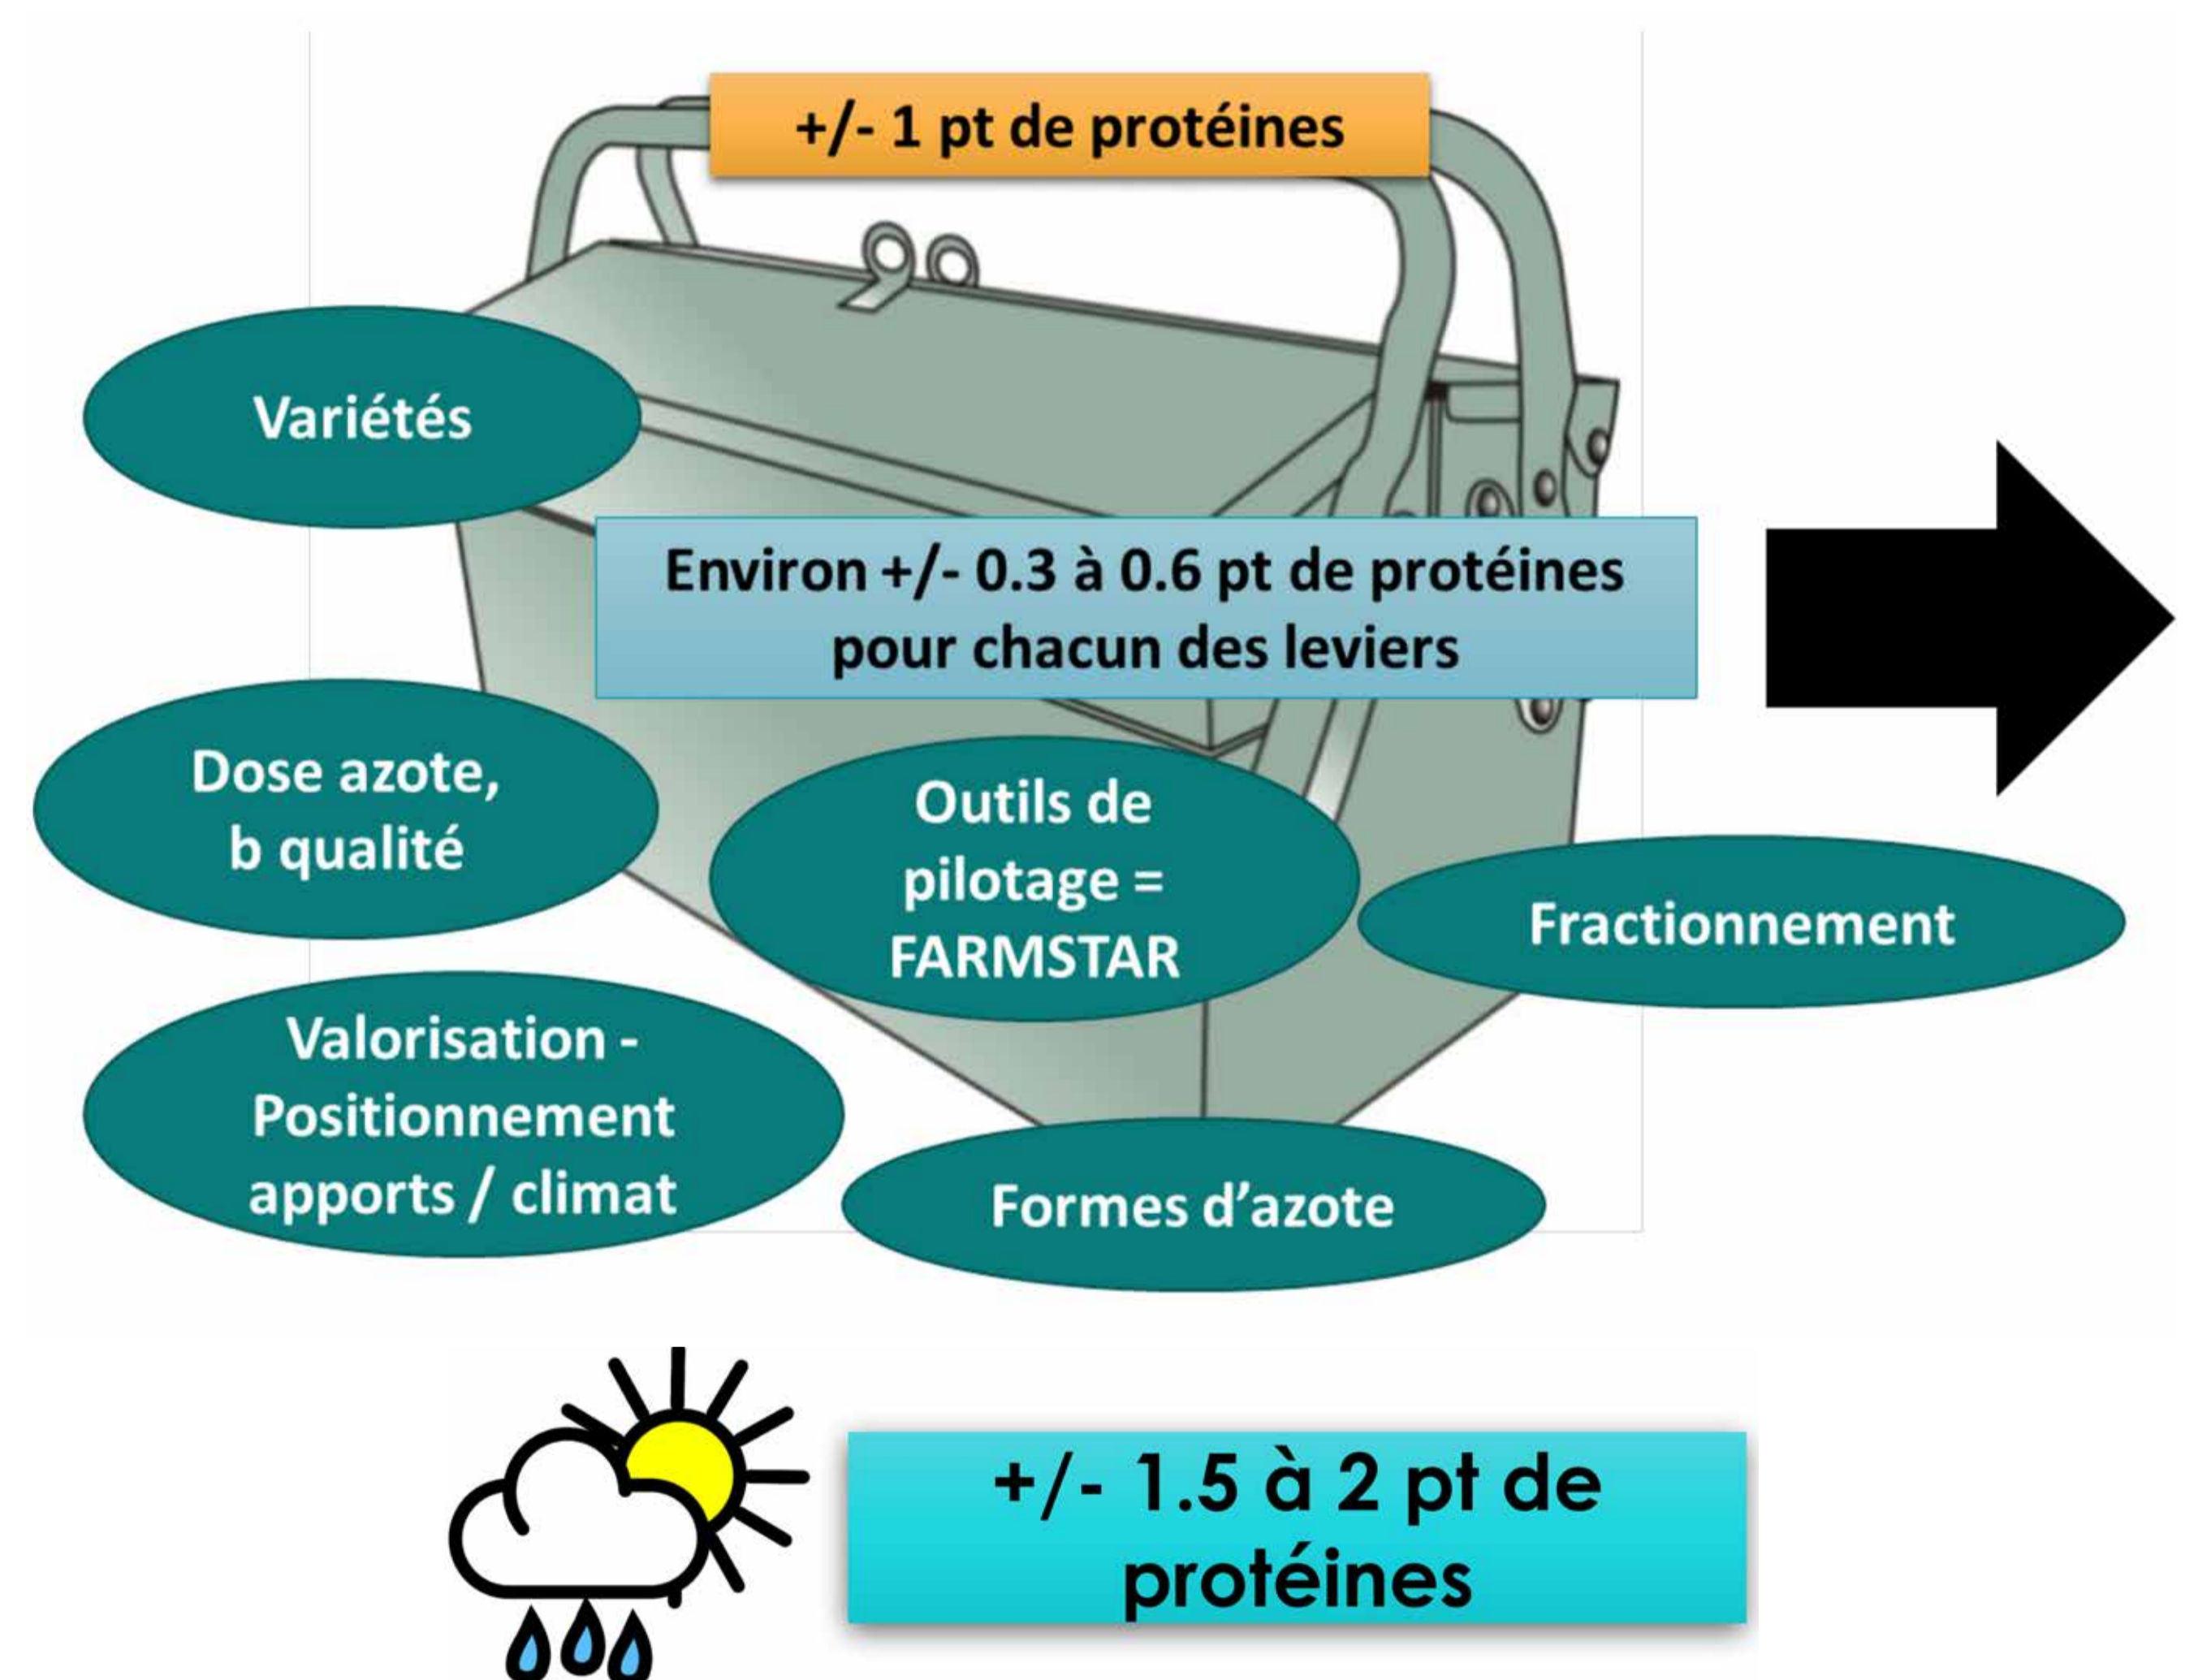 +/- 1 pt de protéines
Variétés
Environ +/- 0.3 à 0.6 pt de protéines
pour chacun des leviers
Dose azote,
b qualité
Outils de
pilotage =
FARMSTAR
Fractionnement
Valorisation -
Positionnement
apports / climat
Formes d’azote
+/- 1.5 à 2 pt de
protéines